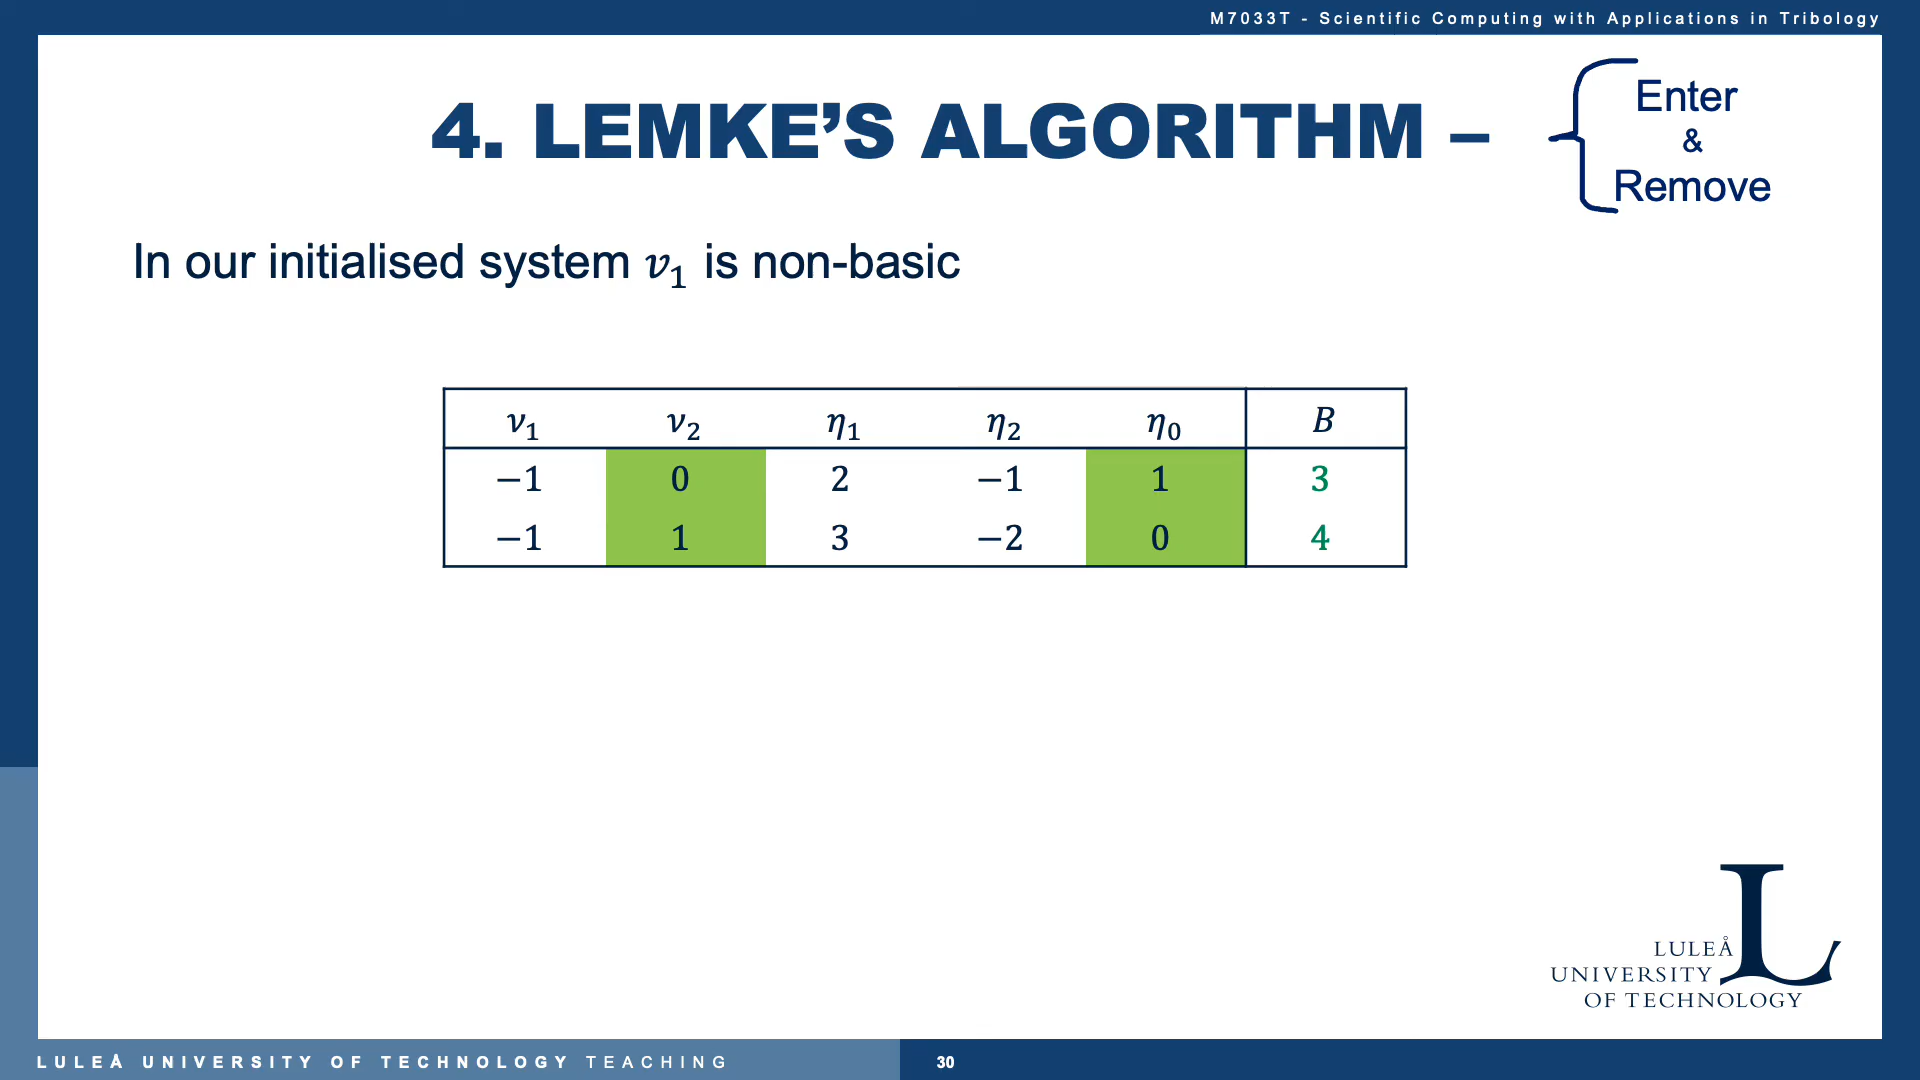 M7033T - Scientific Computing with Applications in Tribology
4. LEMKE’S ALGORITHM –
Enter
&
Remove
In our initialised system 𝑣₁ is non-basic
𝜈₁ 𝜈₂ 𝜂₁ 𝜂₂ 𝜂₀ 𝐵
−1 0 2 −1 1 3
−1 1 3 −2 0 4
LULEÅ
UNIVERSITY
OF TECHNOLOGY
LULEÅ UNIVERSITY OF TECHNOLOGY TEACHING
30